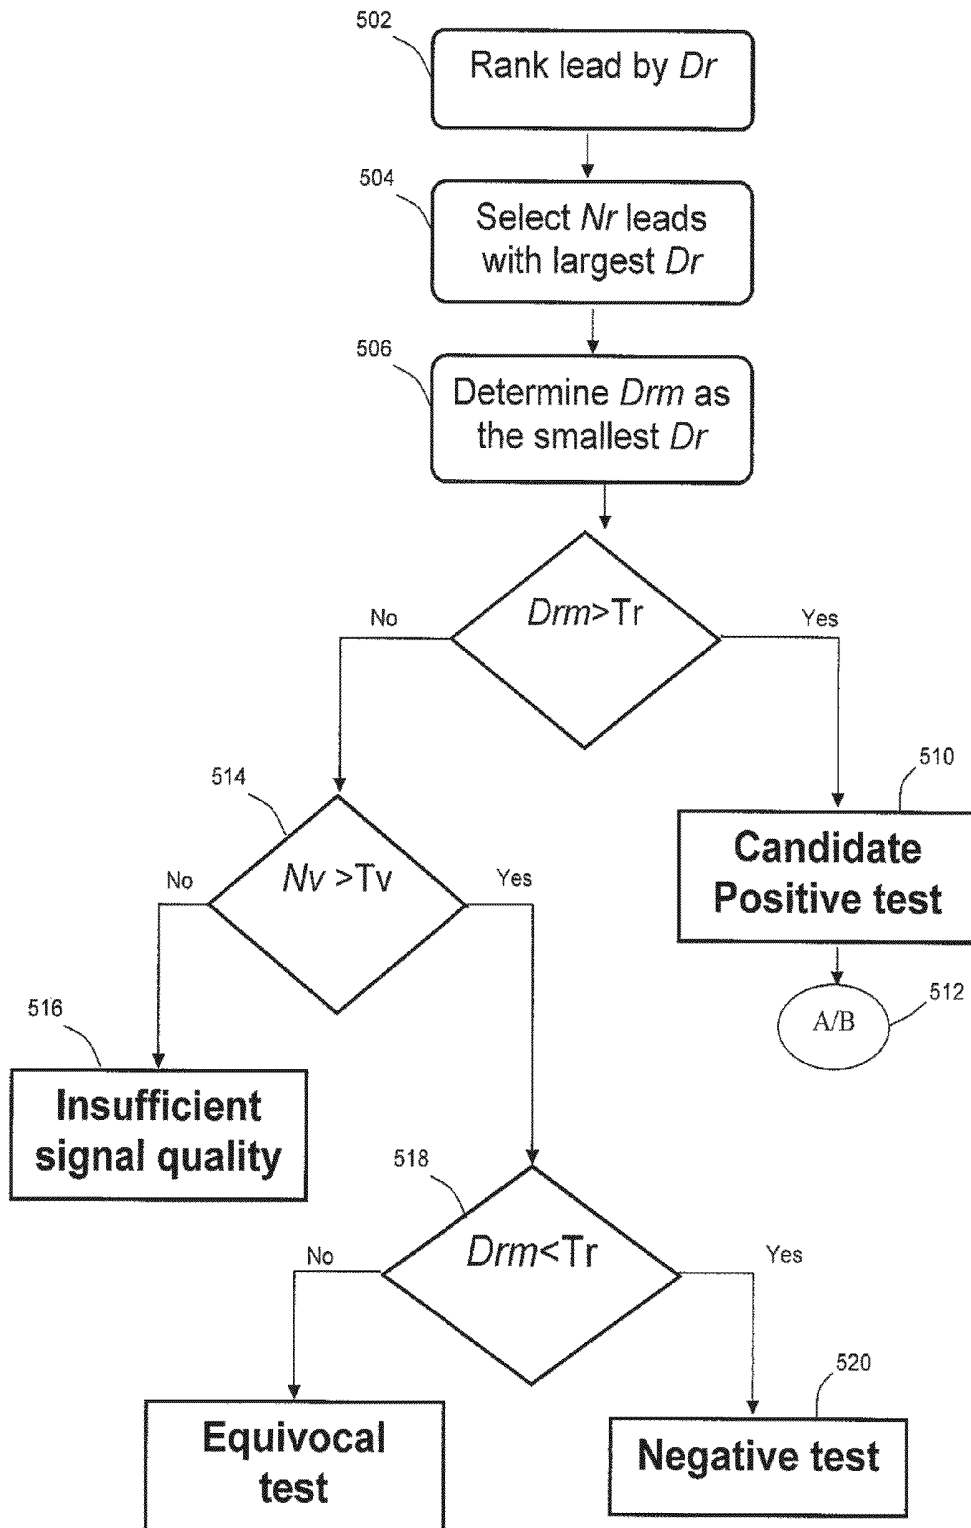 502
Rank lead by Dr
504
Select Nr leads
with largest Dr
506
Determine Drm as
the smallest Dr
Drm>Tr
No
Yes
514
510
Nv >Tv
No
Yes
Candidate
Positive test
512
A/B
516
Insufficient
signal quality
518
Drm<Tr
No
Yes
520
Equivocal
test
Negative test